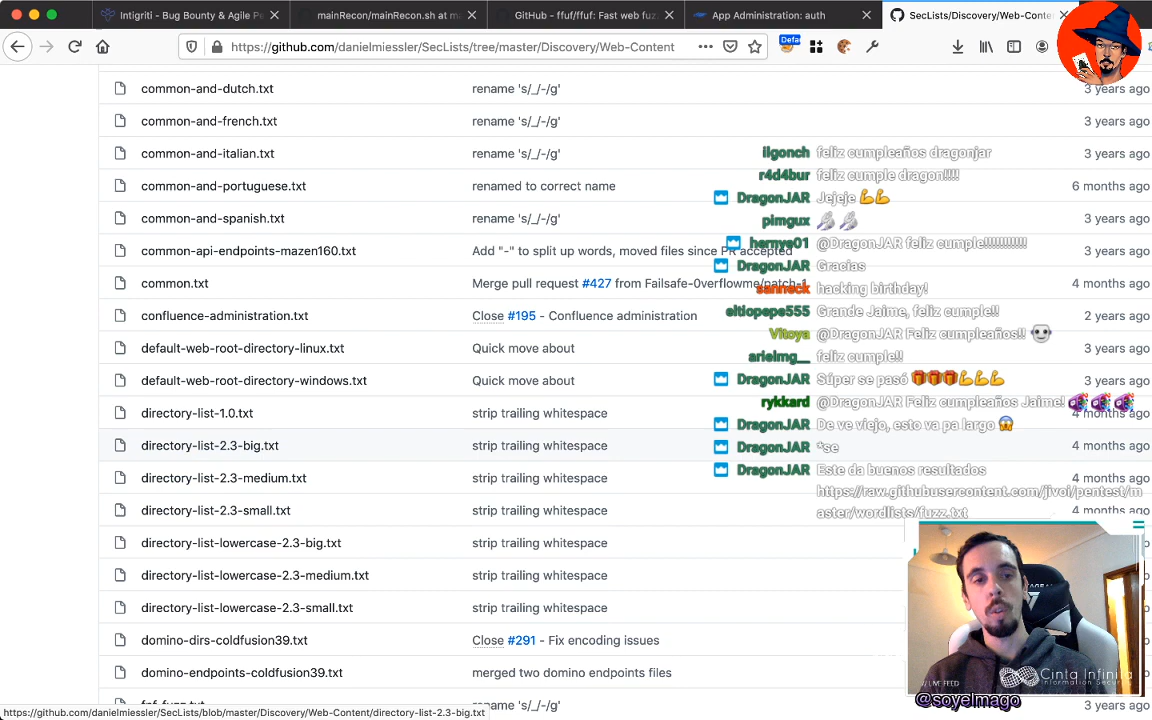 Intigriti - Bug Bounty & Agile Pe
mainRecon/mainRecon.sh at ma
GitHub - ffuf/ffuf: Fast web fuz
App Administration: auth
SecLists/Discovery/Web-Conte
https://github.com/danielmiessler/SecLists/tree/master/Discovery/Web-Content
Defa
common-and-dutch.txt rename 's/_/-/g' 3 years ago
common-and-french.txt rename 's/_/-/g' 3 years ago
common-and-italian.txt rename 's/_/-/g' 3 years ago
common-and-portuguese.txt renamed to correct name 6 months ago
common-and-spanish.txt rename 's/_/-/g' 3 years ago
common-api-endpoints-mazen160.txt Add "-" to split up words, moved files since PR accepted 3 years ago
common.txt Merge pull request #427 from Failsafe-0verflowme/patch-1 4 months ago
confluence-administration.txt Close #195 - Confluence administration 2 years ago
default-web-root-directory-linux.txt Quick move about 3 years ago
default-web-root-directory-windows.txt Quick move about 3 years ago
directory-list-1.0.txt strip trailing whitespace 4 months ago
directory-list-2.3-big.txt strip trailing whitespace 4 months ago
directory-list-2.3-medium.txt strip trailing whitespace 4 months ago
directory-list-2.3-small.txt strip trailing whitespace 4 months ago
directory-list-lowercase-2.3-big.txt strip trailing whitespace
directory-list-lowercase-2.3-medium.txt strip trailing whitespace
directory-list-lowercase-2.3-small.txt strip trailing whitespace
domino-dirs-coldfusion39.txt Close #291 - Fix encoding issues
domino-endpoints-coldfusion39.txt merged two domino endpoints files
rename 's/_/-/g' 3 years ago
ilgonch feliz cumpleaños dragonjar
r4d4bur feliz cumple dragon!!!!
DragonJAR Jejeje 💪💪
pimgux
hernye01 @DragonJAR feliz cumple!!!!!!!!!!!
DragonJAR Gracias
sanneck hacking birthday!
eltiopepe555 Grande Jaime, feliz cumple!!
Vitoya @DragonJAR Feliz cumpleaños!!
arielmg__ feliz cumple!!
DragonJAR Súper se pasó 🎁🎁🎁💪💪💪
rykkard @DragonJAR Feliz cumpleaños Jaime!
DragonJAR De ve viejo, esto va pa largo 😱
DragonJAR *se
DragonJAR Este da buenos resultados
https://raw.githubusercontent.com/jivoi/pentest/m
aster/wordlists/fuzz.txt
LIVE FEED
Cinta Infinita
Information Security
@soyelmago
https://github.com/danielmiessler/SecLists/blob/master/Discovery/Web-Content/directory-list-2.3-big.txt